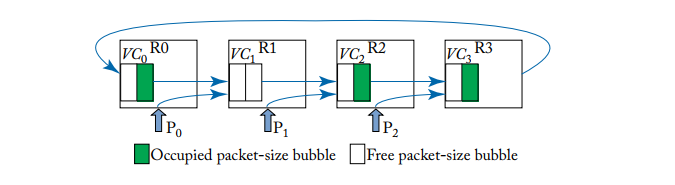 VC0 R0 VC1 R1 VC2 R2 VC3 R3
P0 P1 P2
Occupied packet-size bubble Free packet-size bubble